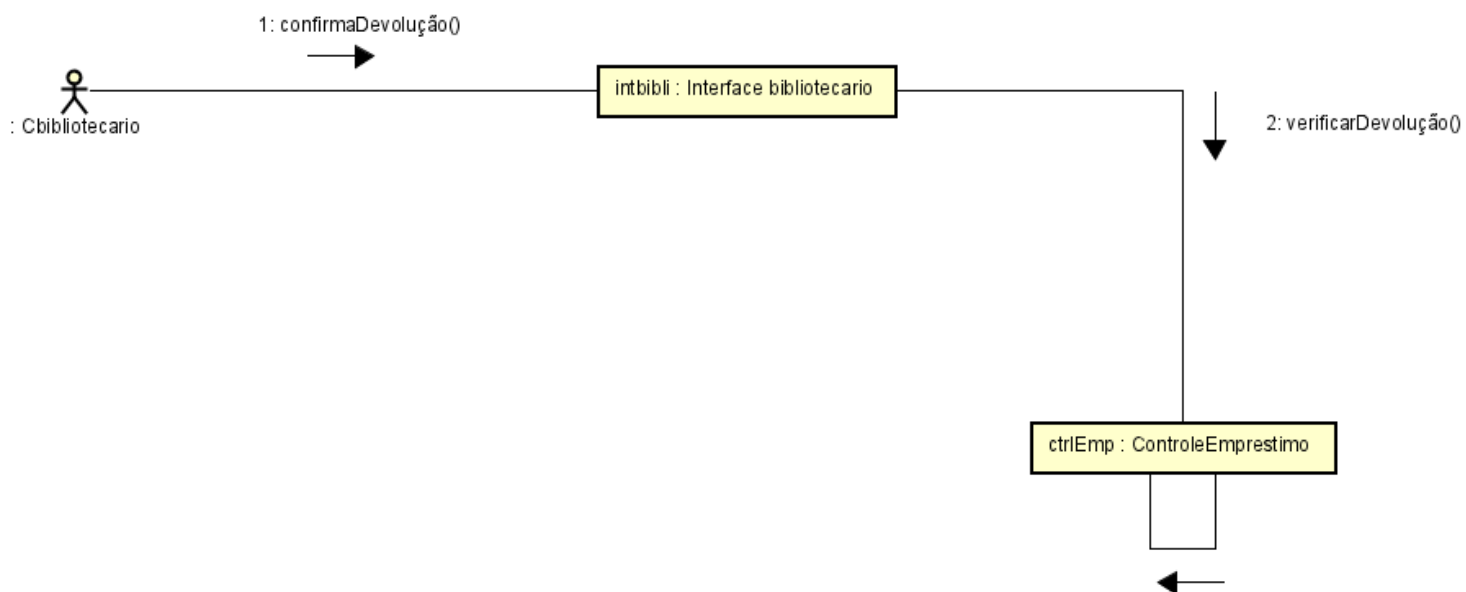 1: confirmaDevolução()
intbibli : Interface bibliotecario
: Cbibliotecario
2: verificarDevolução()
ctrlEmp : ControleEmprestimo